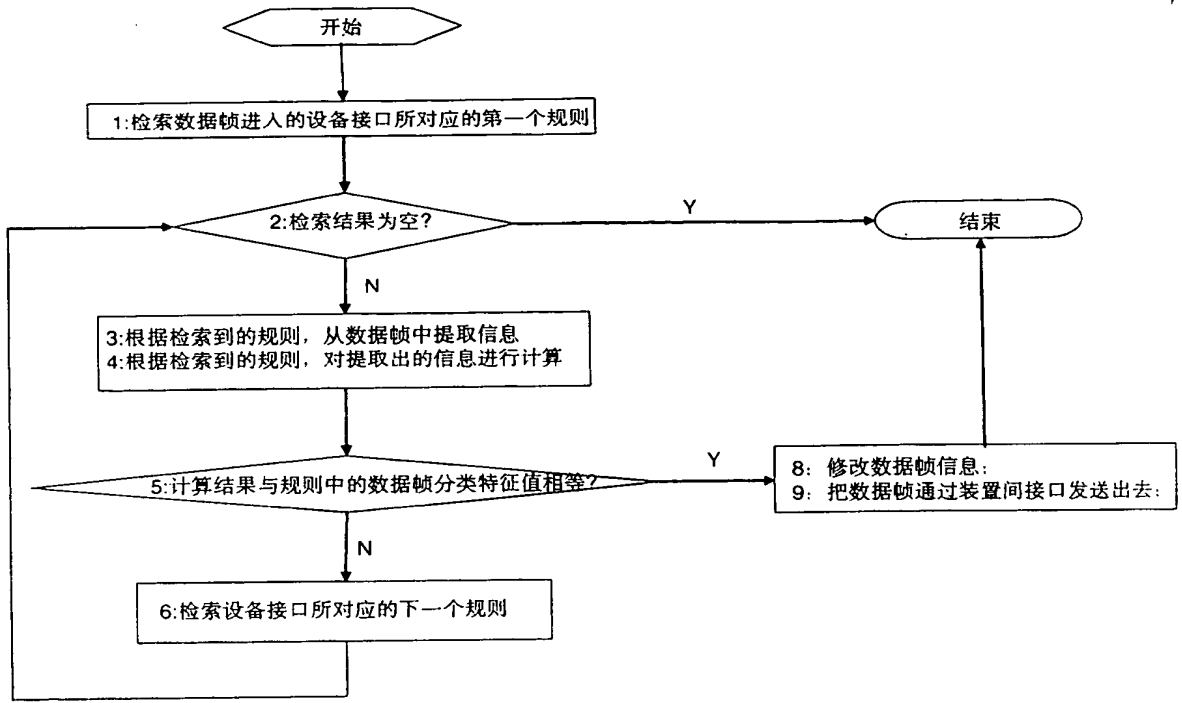 开始
1:检索数据帧进入的设备接口所对应的第一个规则
2:检索结果为空?
Y
结束
N
3:根据检索到的规则，从数据帧中提取信息
4:根据检索到的规则，对提取出的信息进行计算
5:计算结果与规则中的数据帧分类特征值相等?
Y
8：修改数据帧信息；
9：把数据帧通过装置间接口发送出去；
N
6:检索设备接口所对应的下一个规则